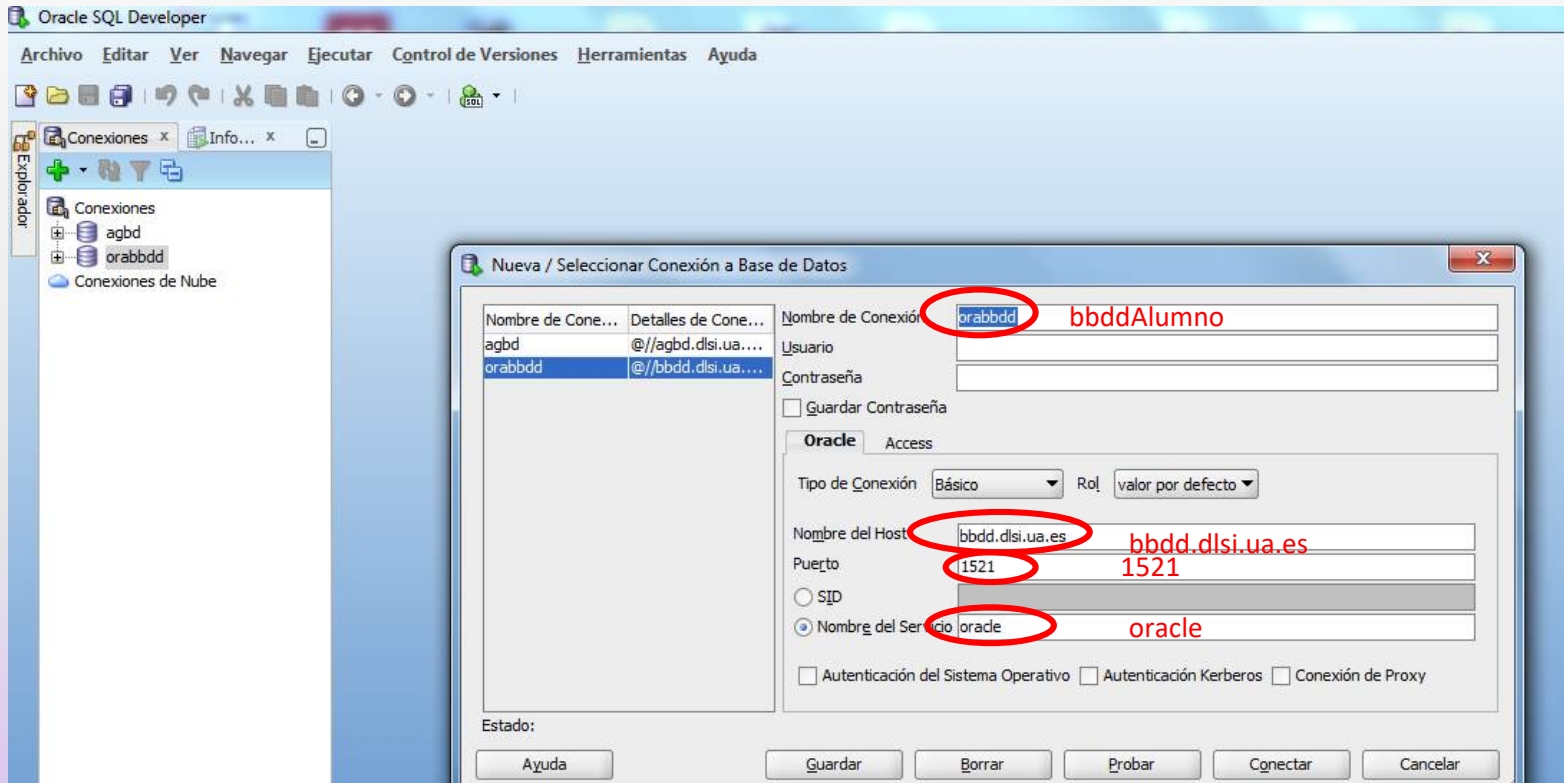 Oracle SQL Developer
Archivo Editar Ver Navegar Ejecutar Control de Versiones Herramientas Ayuda
SQL
Explorador
Conexiones x Info... x
Conexiones
agbd
orabbdd
Conexiones de Nube
Nueva / Seleccionar Conexión a Base de Datos
Nombre de Cone... Detalles de Cone...
agbd @//agbd.dlsi.ua....
orabbdd @//bbdd.dlsi.ua....
Nombre de Conexión orabbdd bbddAlumno
Usuario
Contraseña
Guardar Contraseña
Oracle Access
Tipo de Conexión Básico Rol valor por defecto
Nombre del Host bbdd.dlsi.ua.es bbdd.dlsi.ua.es
Puerto 1521 1521
SID
Nombre del Servicio oracle oracle
Autenticación del Sistema Operativo Autenticación Kerberos Conexión de Proxy
Estado:
Ayuda Guardar Borrar Probar Conectar Cancelar